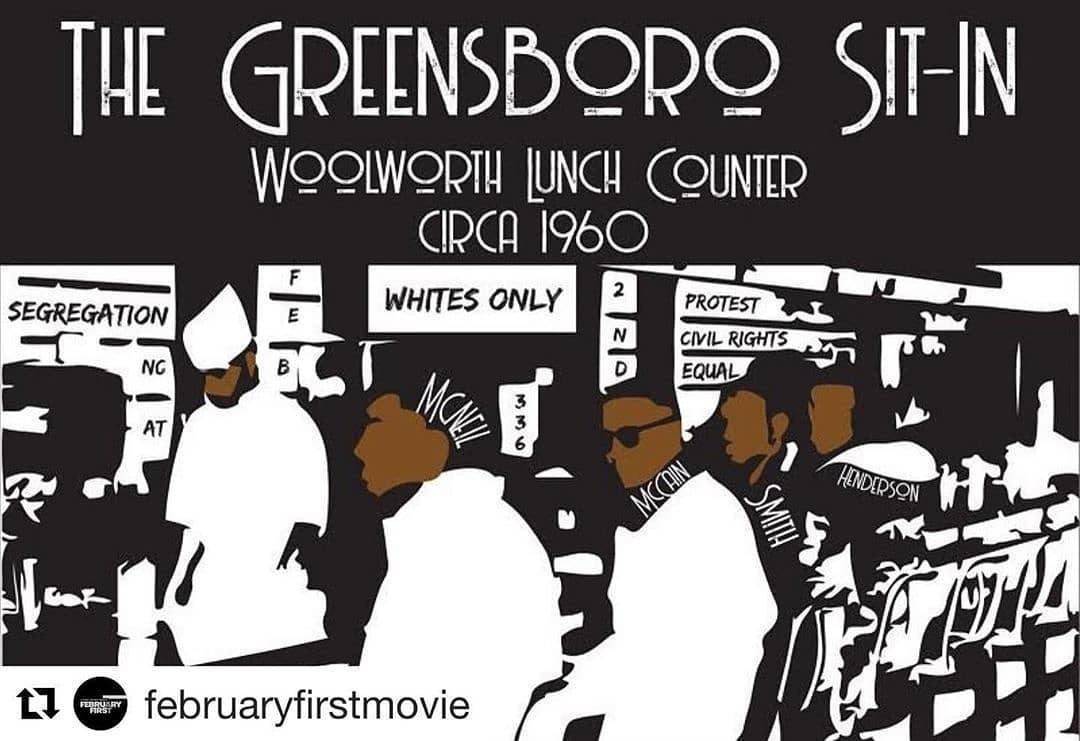 THE GREENSBORO SIT-IN
WOOLWORTH LUNCH COUNTER
CIRCA 1960
SEGREGATION
NC
AT
F
E
B
WHITES ONLY
2
N
D
PROTEST
CIVIL RIGHTS
EQUAL
MCNEIL
3
3
6
MCCAIN
SMITH
HENDERSON
FEBRUARY
FIRST
februaryfirstmovie